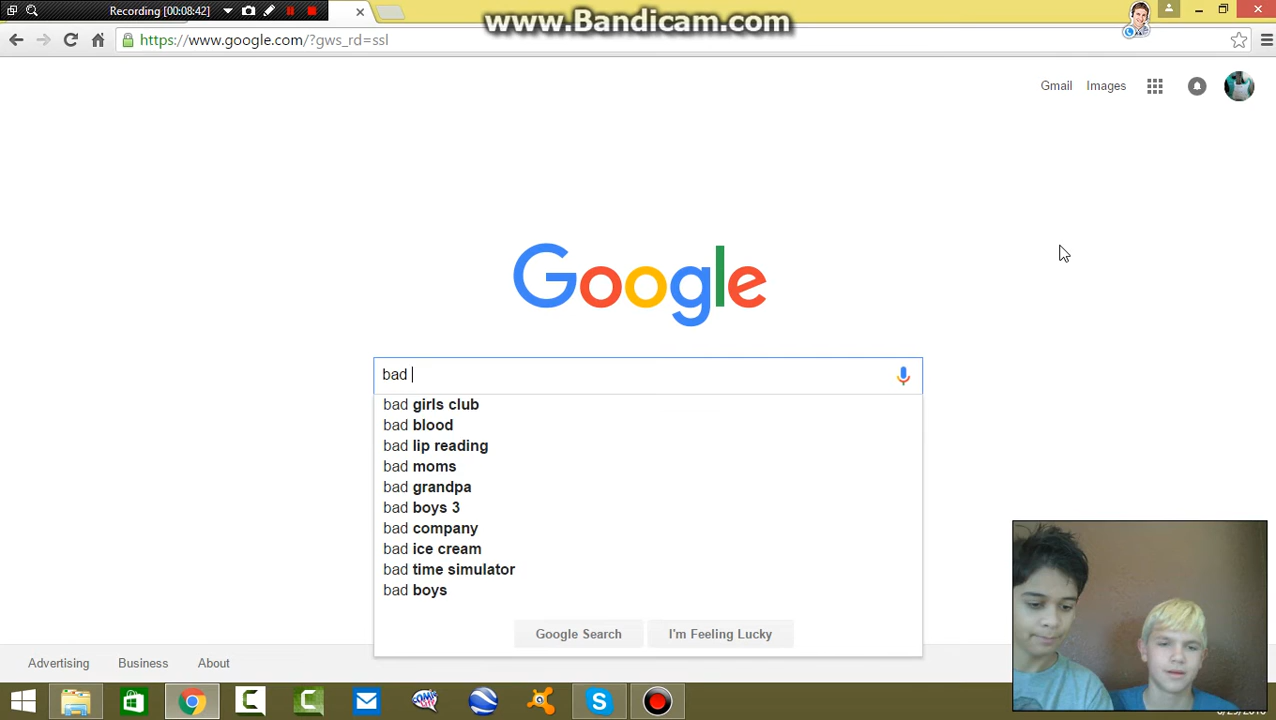 www.Bandicam.com
Recording [00:08:42]
https://www.google.com/?gws_rd=ssl
Gmail Images
Google
bad
bad girls club
bad blood
bad lip reading
bad moms
bad grandpa
bad boys 3
bad company
bad ice cream
bad time simulator
bad boys
Google Search I'm Feeling Lucky
Advertising Business About